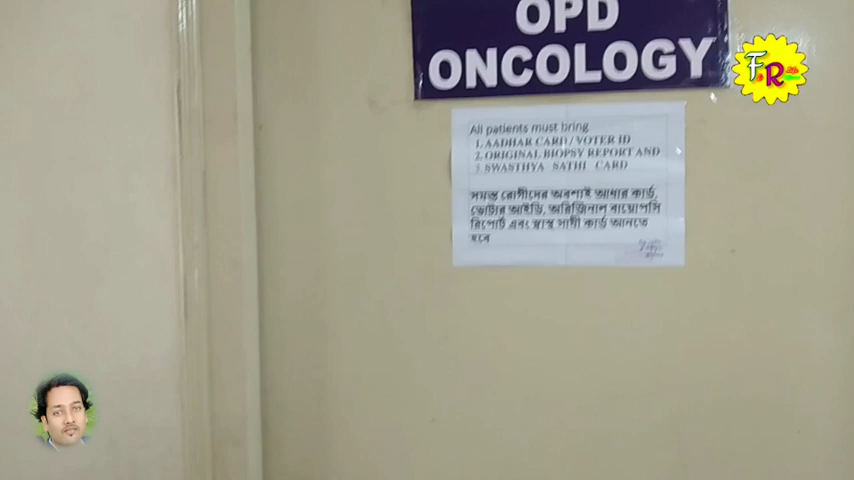 OPD
ONCOLOGY
F R
All patients must bring
1. AADHAR CARD / VOTER ID
2. ORIGINAL BIOPSY REPORT AND
3. SWASTHYA SATHI CARD
সমস্ত রোগীদের অবশ্যই আধার কার্ড,
ভোটার আইডি, অরিজিনাল বায়োপসি
রিপোর্ট এবং স্বাস্থ সাথী কার্ড আনতে
হবে